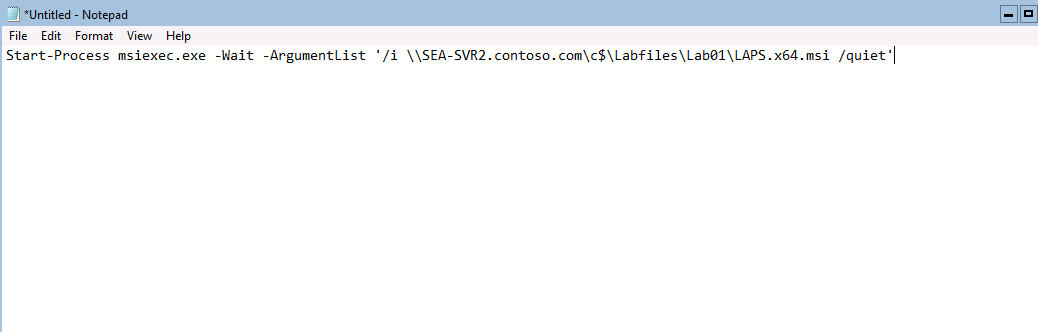 *Untitled - Notepad
File Edit Format View Help
Start-Process msiexec.exe -Wait -ArgumentList '/i \\SEA-SVR2.contoso.com\c$\Labfiles\Lab01\LAPS.x64.msi /quiet'